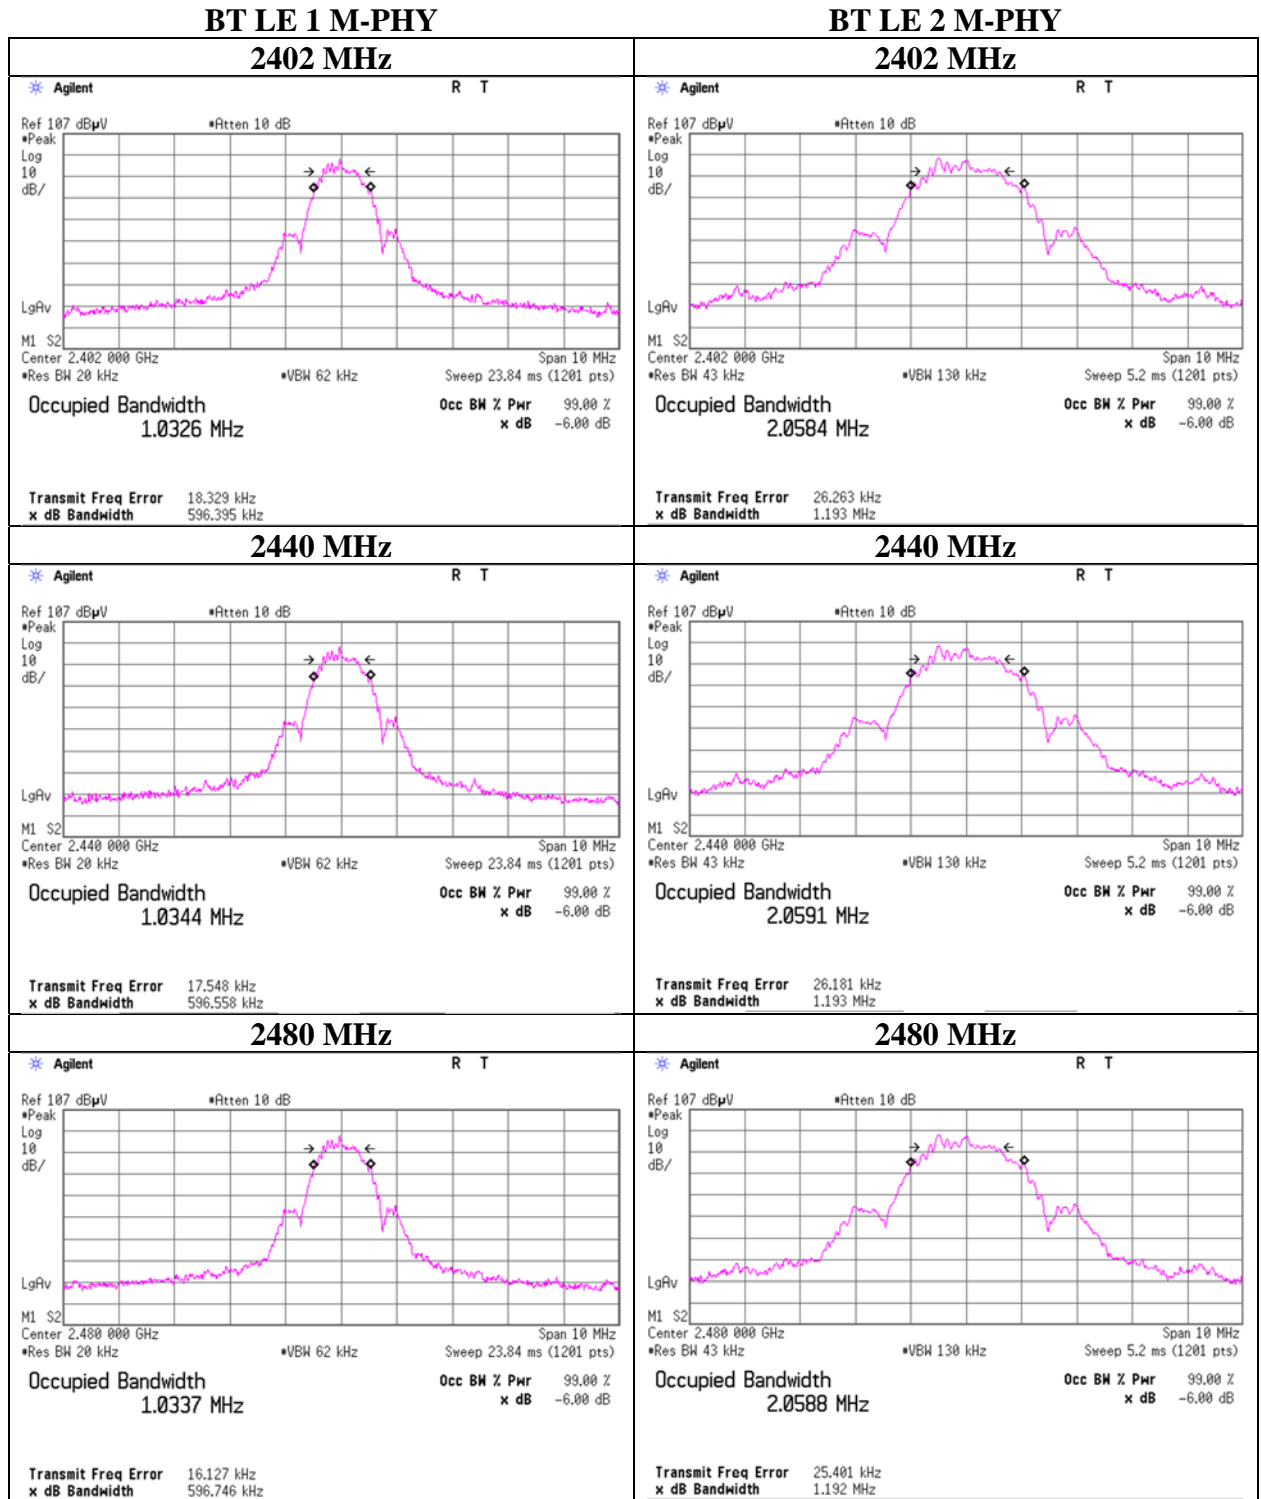 BT LE 1 M-PHY
BT LE 2 M-PHY
2402 MHz
Agilent R T
Ref 107 dBµV #Atten 10 dB
#Peak
Log
10
dB/
LgAv
M1 S2
Center 2.402 000 GHz Span 10 MHz
#Res BW 20 kHz #VBW 62 kHz Sweep 23.84 ms (1201 pts)
Occupied Bandwidth Occ BW % Pwr 99.00 %
1.0326 MHz x dB -6.00 dB
Transmit Freq Error 18.329 kHz
x dB Bandwidth 596.395 kHz
2402 MHz
Agilent R T
Ref 107 dBµV #Atten 10 dB
#Peak
Log
10
dB/
LgAv
M1 S2
Center 2.402 000 GHz Span 10 MHz
#Res BW 43 kHz #VBW 130 kHz Sweep 5.2 ms (1201 pts)
Occupied Bandwidth Occ BW % Pwr 99.00 %
2.0584 MHz x dB -6.00 dB
Transmit Freq Error 26.263 kHz
x dB Bandwidth 1.193 MHz
2440 MHz
Agilent R T
Ref 107 dBµV #Atten 10 dB
#Peak
Log
10
dB/
LgAv
M1 S2
Center 2.440 000 GHz Span 10 MHz
#Res BW 20 kHz #VBW 62 kHz Sweep 23.84 ms (1201 pts)
Occupied Bandwidth Occ BW % Pwr 99.00 %
1.0344 MHz x dB -6.00 dB
Transmit Freq Error 17.548 kHz
x dB Bandwidth 596.558 kHz
2440 MHz
Agilent R T
Ref 107 dBµV #Atten 10 dB
#Peak
Log
10
dB/
LgAv
M1 S2
Center 2.440 000 GHz Span 10 MHz
#Res BW 43 kHz #VBW 130 kHz Sweep 5.2 ms (1201 pts)
Occupied Bandwidth Occ BW % Pwr 99.00 %
2.0591 MHz x dB -6.00 dB
Transmit Freq Error 26.181 kHz
x dB Bandwidth 1.193 MHz
2480 MHz
Agilent R T
Ref 107 dBµV #Atten 10 dB
#Peak
Log
10
dB/
LgAv
M1 S2
Center 2.480 000 GHz Span 10 MHz
#Res BW 20 kHz #VBW 62 kHz Sweep 23.84 ms (1201 pts)
Occupied Bandwidth Occ BW % Pwr 99.00 %
1.0337 MHz x dB -6.00 dB
Transmit Freq Error 16.127 kHz
x dB Bandwidth 596.746 kHz
2480 MHz
Agilent R T
Ref 107 dBµV #Atten 10 dB
#Peak
Log
10
dB/
LgAv
M1 S2
Center 2.480 000 GHz Span 10 MHz
#Res BW 43 kHz #VBW 130 kHz Sweep 5.2 ms (1201 pts)
Occupied Bandwidth Occ BW % Pwr 99.00 %
2.0588 MHz x dB -6.00 dB
Transmit Freq Error 25.401 kHz
x dB Bandwidth 1.192 MHz